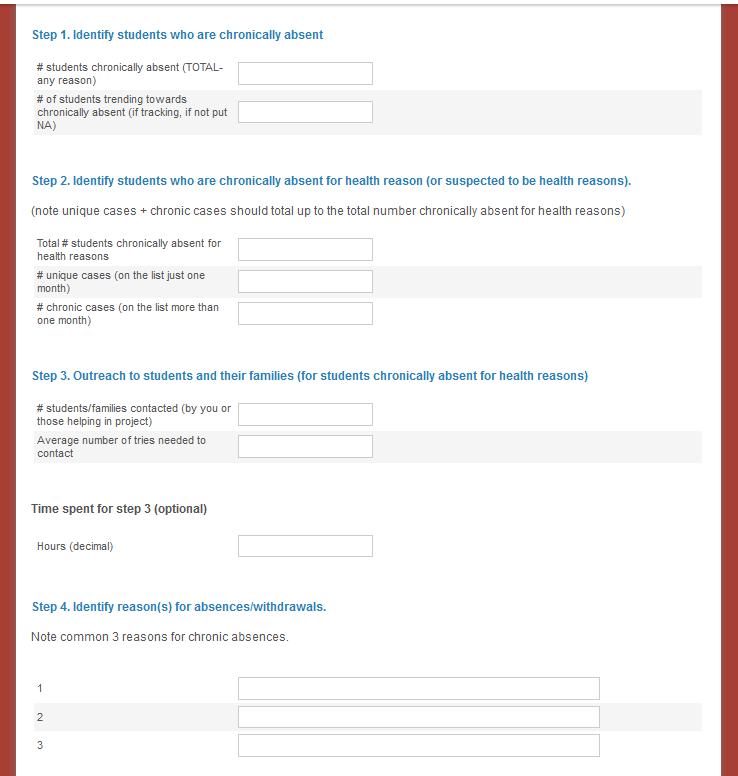 Step 1. Identify students who are chronically absent
# students chronically absent (TOTAL-
any reason)
# of students trending towards
chronically absent (if tracking, if not put
NA)
Step 2. Identify students who are chronically absent for health reason (or suspected to be health reasons).
(note unique cases + chronic cases should total up to the total number chronically absent for health reasons)
Total # students chronically absent for
health reasons
# unique cases (on the list just one
month)
# chronic cases (on the list more than
one month)
Step 3. Outreach to students and their families (for students chronically absent for health reasons)
# students/families contacted (by you or
those helping in project)
Average number of tries needed to
contact
Time spent for step 3 (optional)
Hours (decimal)
Step 4. Identify reason(s) for absences/withdrawals.
Note common 3 reasons for chronic absences.
1
2
3